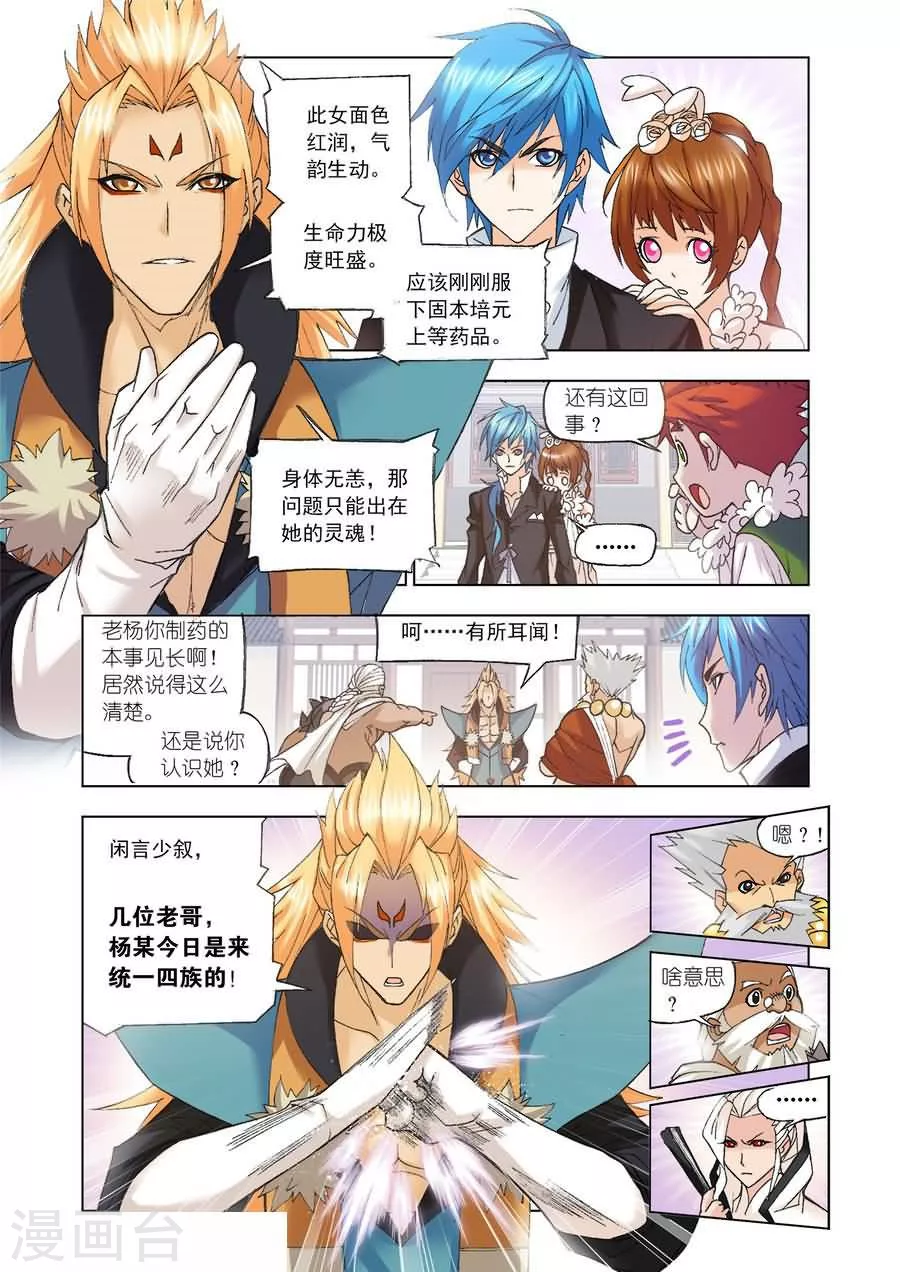 此女面色
红润，气
韵生动。
生命力极
度旺盛。
应该刚刚服
下固本培元
上等药品。
身体无恙，那
问题只能出在
她的灵魂！
还有这回
事？
……
老杨你制药的
本事见长啊！
居然说得这么
清楚。
还是说你
认识她？
呵……有所耳闻！
闲言少叙，
几位老哥，
杨某今日是来
统一四族的！
嗯？！
啥意思
？
……
漫画台